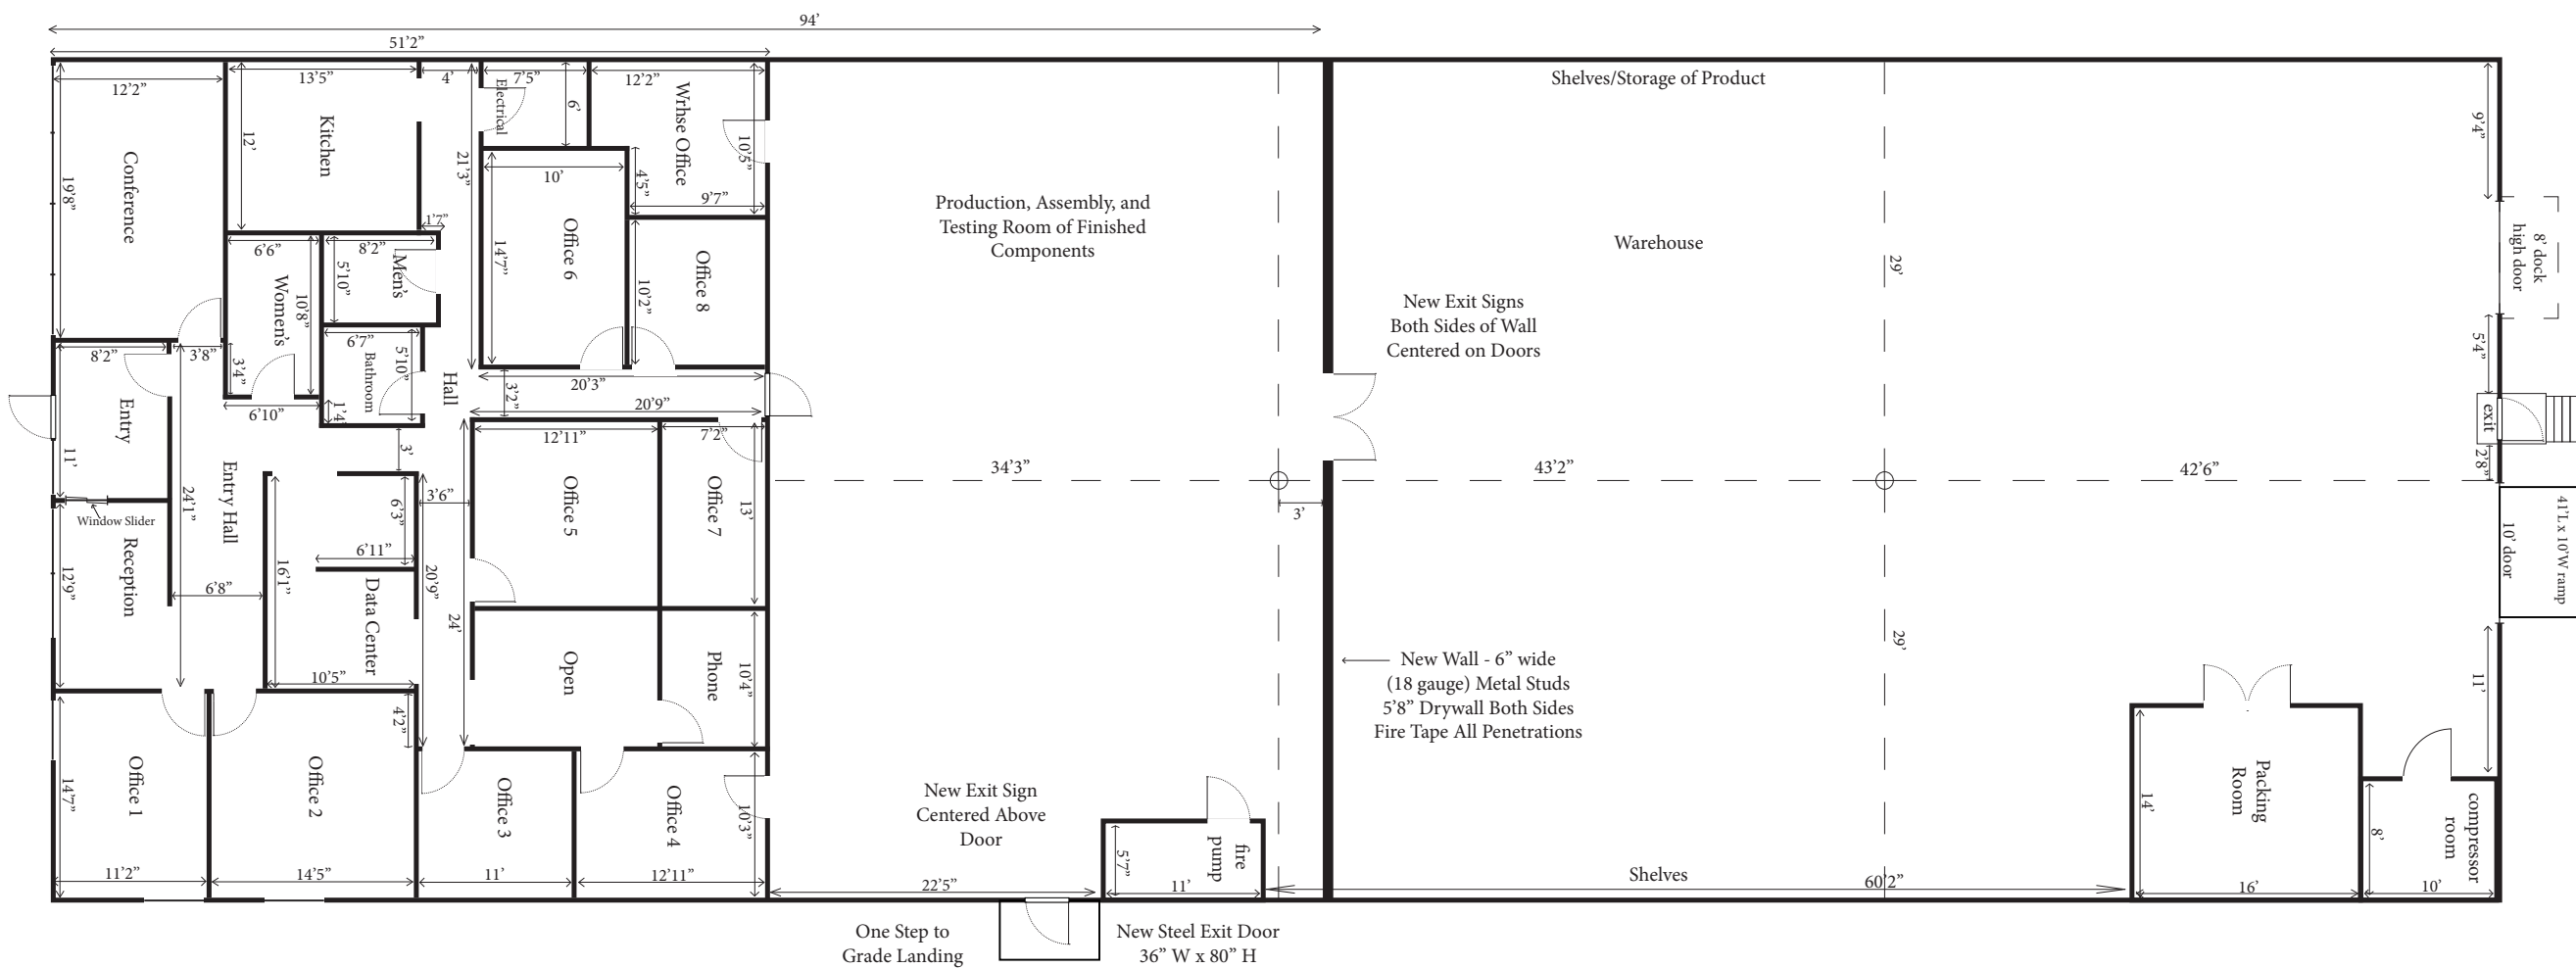 94’
51’2”
12’2”
13’5”
4’
7’5”
12’2”
Shelves/Storage of Product
Conference
19’8”
Kitchen
12’
21’3”
Electrical
6’
Wrhse Office
10’5”
9’7”
4’5”
10’
Office 6
14’7”
Office 8
10’2”
1’7”
6’6”
8’2”
Men’s
5’10”
Women’s
10’8”
3’4”
6’7”
Bathroom
5’10”
1’4”
6’10”
Hall
8’2”
3’8”
Entry
11’
20’3”
3’2”
20’9”
Production, Assembly, and
Testing Room of Finished
Components
Warehouse
29’
New Exit Signs
Both Sides of Wall
Centered on Doors
9’4”
8’ dock
high door
5’4”
exit
2’8”
34’3”
43’2”
42’6”
3’
41’L x 10’W ramp
10’ door
Window Slider
Reception
12’9”
Entry Hall
24’1”
6’8”
3’
3’6”
6’3”
6’11”
16’1”
Data Center
10’5”
20’9”
24’
12’11”
Office 5
7’2”
Office 7
13’
Open
Phone
10’4”
4’2”
Office 1
14’7”
11’2”
Office 2
14’5”
Office 3
11’
Office 4
10’3”
12’11”
New Wall - 6” wide
(18 gauge) Metal Studs
5’8” Drywall Both Sides
Fire Tape All Penetrations
29’
11’
New Exit Sign
Centered Above
Door
22’5”
fire
pump
5’7”
11’
Shelves
60’2”
Packing
Room
14’
16’
compressor
room
8’
10’
One Step to
Grade Landing
New Steel Exit Door
36” W x 80” H